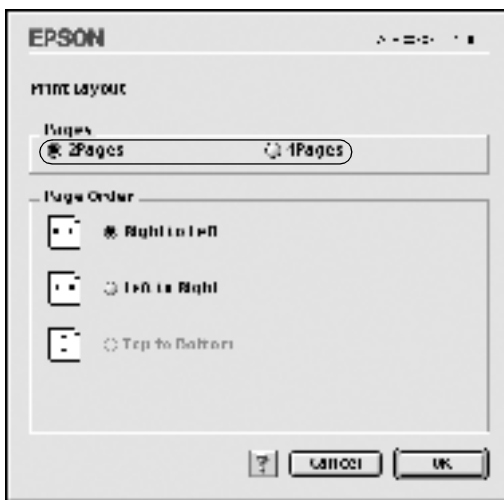 EPSON
Print Layout
Pages
2Pages 4Pages
Page Order
Right to Left
Left to Right
Top to Bottom
? Cancel OK